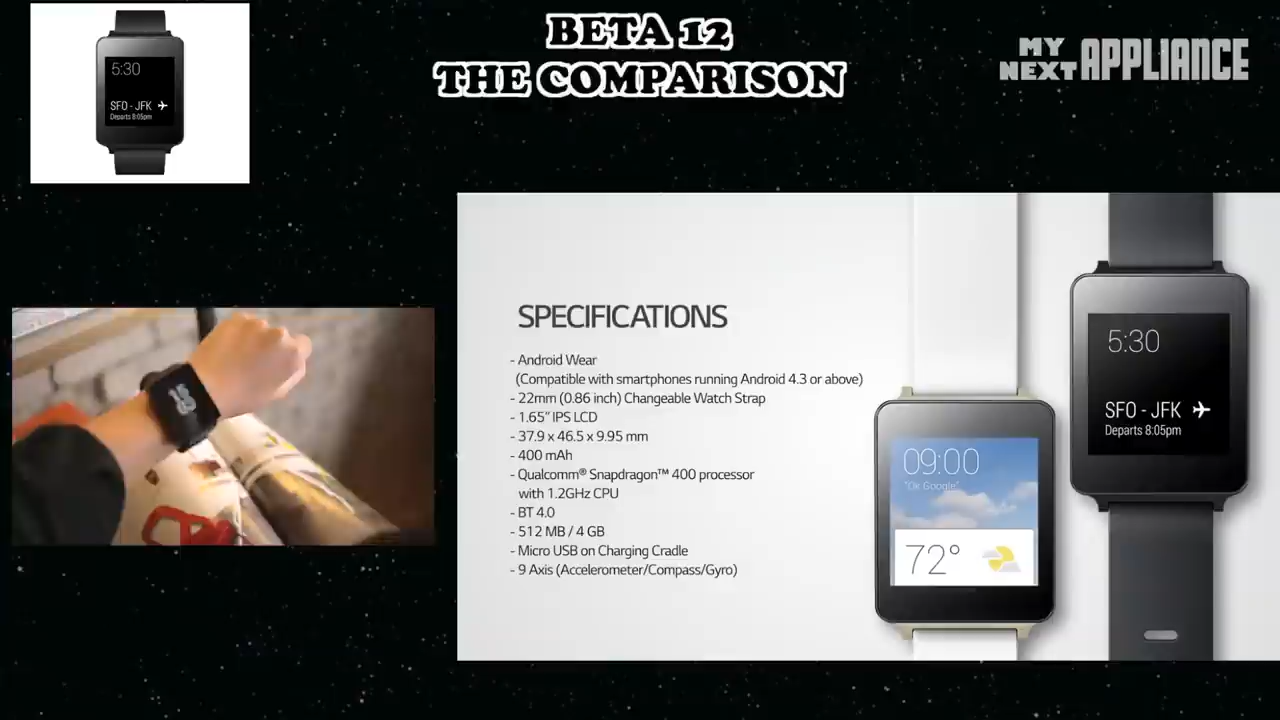 5:30
SFO - JFK
Departs 8:05pm
BETA 12
THE COMPARISON
MY
NEXT APPLIANCE
SPECIFICATIONS
- Android Wear
(Compatible with smartphones running Android 4.3 or above)
- 22mm (0.86 inch) Changeable Watch Strap
- 1.65" IPS LCD
- 37.9 x 46.5 x 9.95 mm
- 400 mAh
- Qualcomm® Snapdragon™ 400 processor
with 1.2GHz CPU
- BT 4.0
- 512 MB / 4 GB
- Micro USB on Charging Cradle
- 9 Axis (Accelerometer/Compass/Gyro)
09:00
"Ok Google"
72°
5:30
SFO - JFK
Departs 8:05pm